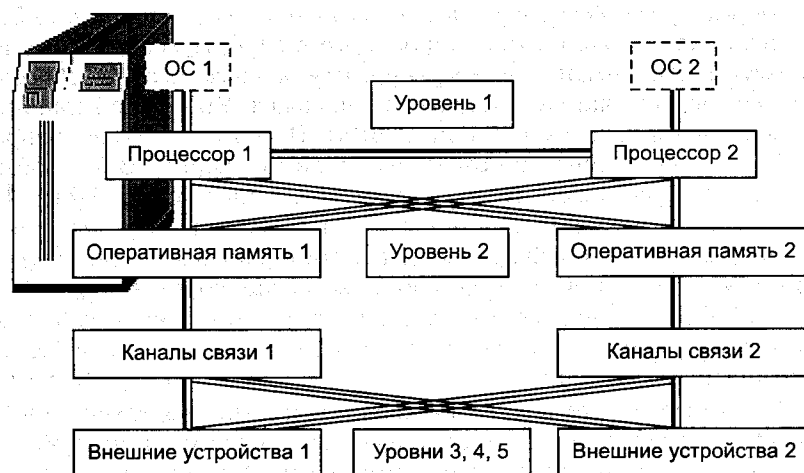 ОС 1
ОС 2
Уровень 1
Процессор 1
Процессор 2
Оперативная память 1
Уровень 2
Оперативная память 2
Каналы связи 1
Каналы связи 2
Внешние устройства 1
Уровни 3, 4, 5
Внешние устройства 2